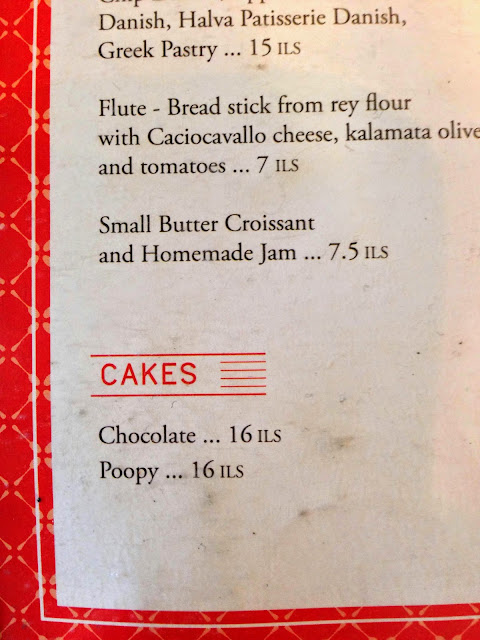 Danish, Halva Patisserie Danish,
Greek Pastry ... 15 ILS
Flute - Bread stick from rey flour
with Caciocavallo cheese, kalamata olive
and tomatoes ... 7 ILS
Small Butter Croissant
and Homemade Jam ... 7.5 ILS
CAKES
Chocolate ... 16 ILS
Poopy ... 16 ILS